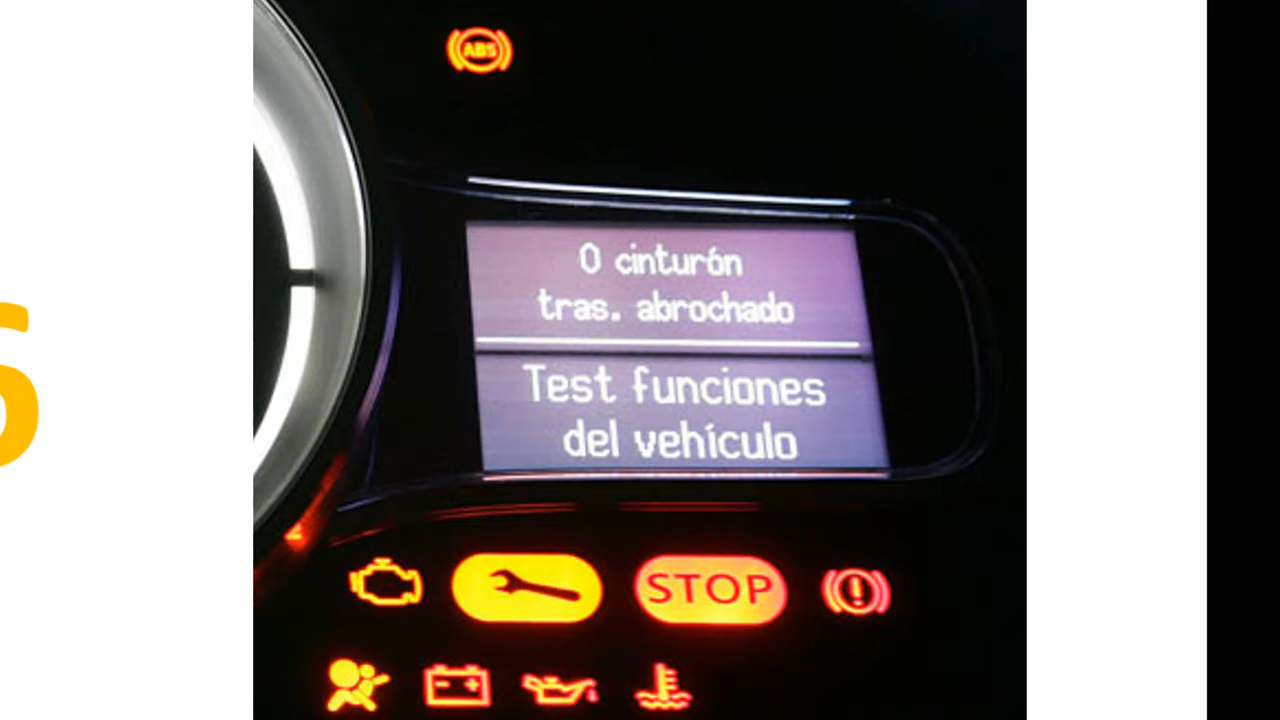 ABS
0 cinturón
tras. abrochado
Test funciones
del vehículo
STOP